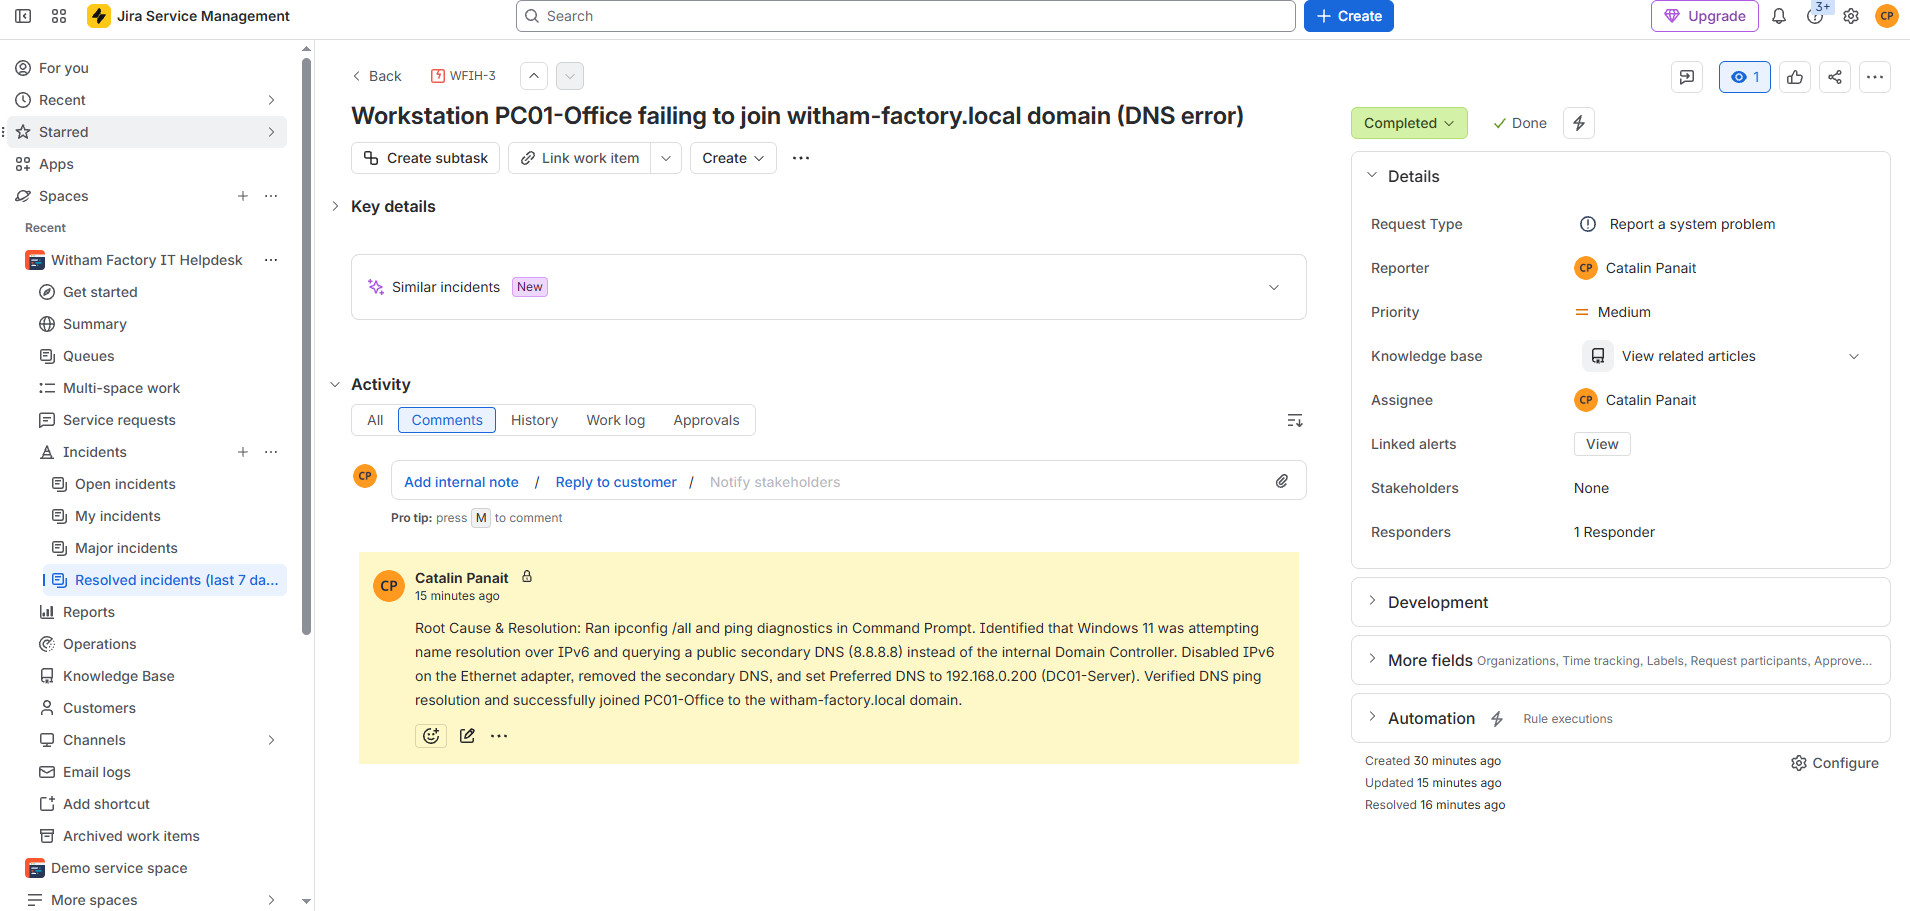 Jira Service Management
Search
Create
Upgrade
3+
CP
For you
Recent
Starred
Apps
Spaces
Recent
Witham Factory IT Helpdesk
Get started
Summary
Queues
Multi-space work
Service requests
Incidents
Open incidents
My incidents
Major incidents
Resolved incidents (last 7 da...
Reports
Operations
Knowledge Base
Customers
Channels
Email logs
Add shortcut
Archived work items
Demo service space
More spaces
Back
WFIH-3
1
Workstation PC01-Office failing to join witham-factory.local domain (DNS error)
Create subtask
Link work item
Create
Key details
Similar incidents New
Activity
All Comments History Work log Approvals
CP
Add internal note / Reply to customer / Notify stakeholders
Pro tip: press M to comment
CP
Catalin Panait
15 minutes ago
Root Cause & Resolution: Ran ipconfig /all and ping diagnostics in Command Prompt. Identified that Windows 11 was attempting
name resolution over IPv6 and querying a public secondary DNS (8.8.8.8) instead of the internal Domain Controller. Disabled IPv6
on the Ethernet adapter, removed the secondary DNS, and set Preferred DNS to 192.168.0.200 (DC01-Server). Verified DNS ping
resolution and successfully joined PC01-Office to the witham-factory.local domain.
Completed
Done
Details
Request Type Report a system problem
Reporter CP Catalin Panait
Priority Medium
Knowledge base View related articles
Assignee CP Catalin Panait
Linked alerts View
Stakeholders None
Responders 1 Responder
Development
More fields Organizations, Time tracking, Labels, Request participants, Approve...
Automation Rule executions
Created 30 minutes ago
Configure
Updated 15 minutes ago
Resolved 16 minutes ago